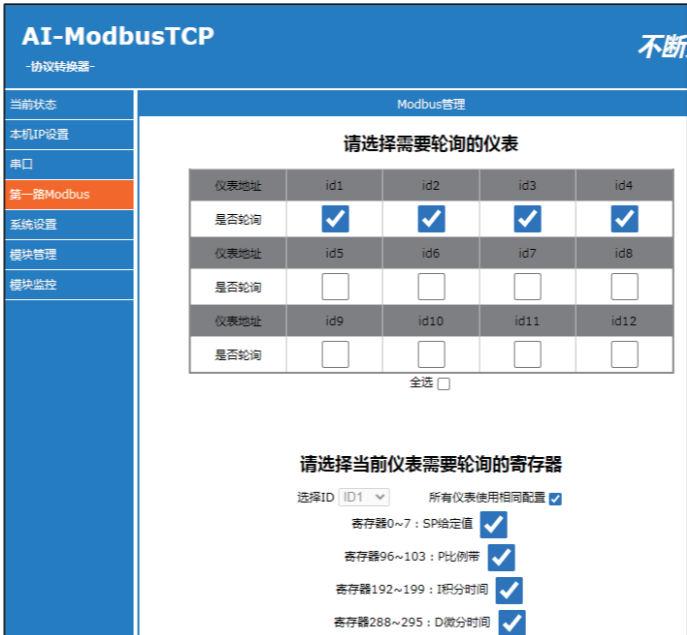 AI-ModbusTCP
-协议转换器-
不断
当前状态
本机IP设置
串口
第一路Modbus
系统设置
模块管理
模块监控
Modbus管理
请选择需要轮询的仪表
仪表地址 id1 id2 id3 id4
是否轮询
仪表地址 id5 id6 id7 id8
是否轮询
仪表地址 id9 id10 id11 id12
是否轮询
全选
请选择当前仪表需要轮询的寄存器
选择ID ID1 所有仪表使用相同配置
寄存器0~7：SP给定值
寄存器96~103：P比例带
寄存器192~199：I积分时间
寄存器288~295：D微分时间